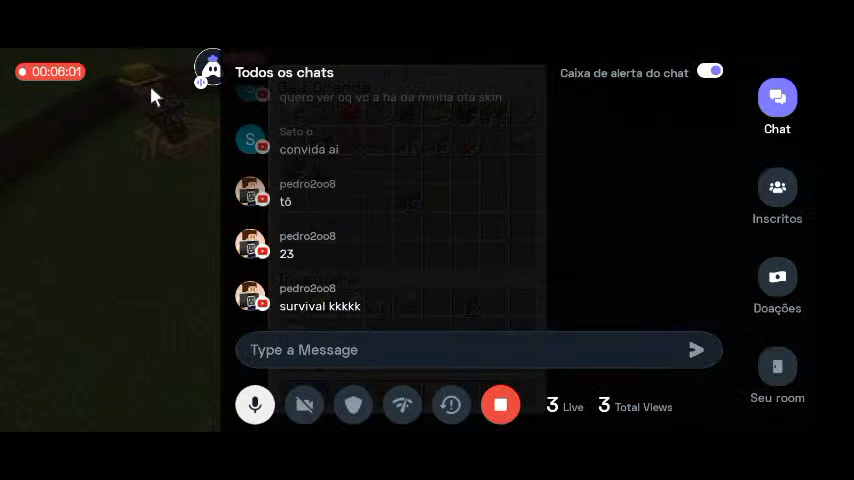 00:06:01
Todos os chats
Caixa de alerta do chat
quero ver oq vc a ha da minha ota skin
Chat
S
Sato o
convida ai
pedro2oo8
tô
Inscritos
pedro2oo8
23
pedro2oo8
survival kkkkk
Doações
Type a Message
3 Live 3 Total Views
Seu room